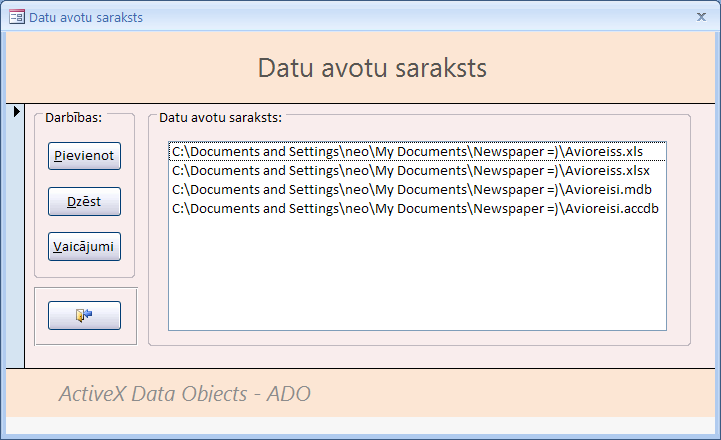 Datu avotu saraksts
Datu avotu saraksts
Darbības:
Pievienot
Dzēst
Vaicājumi
Datu avotu saraksts:
C:\Documents and Settings\neo\My Documents\Newspaper =)\Avioreiss.xls
C:\Documents and Settings\neo\My Documents\Newspaper =)\Avioreiss.xlsx
C:\Documents and Settings\neo\My Documents\Newspaper =)\Avioreisi.mdb
C:\Documents and Settings\neo\My Documents\Newspaper =)\Avioreisi.accdb
ActiveX Data Objects - ADO